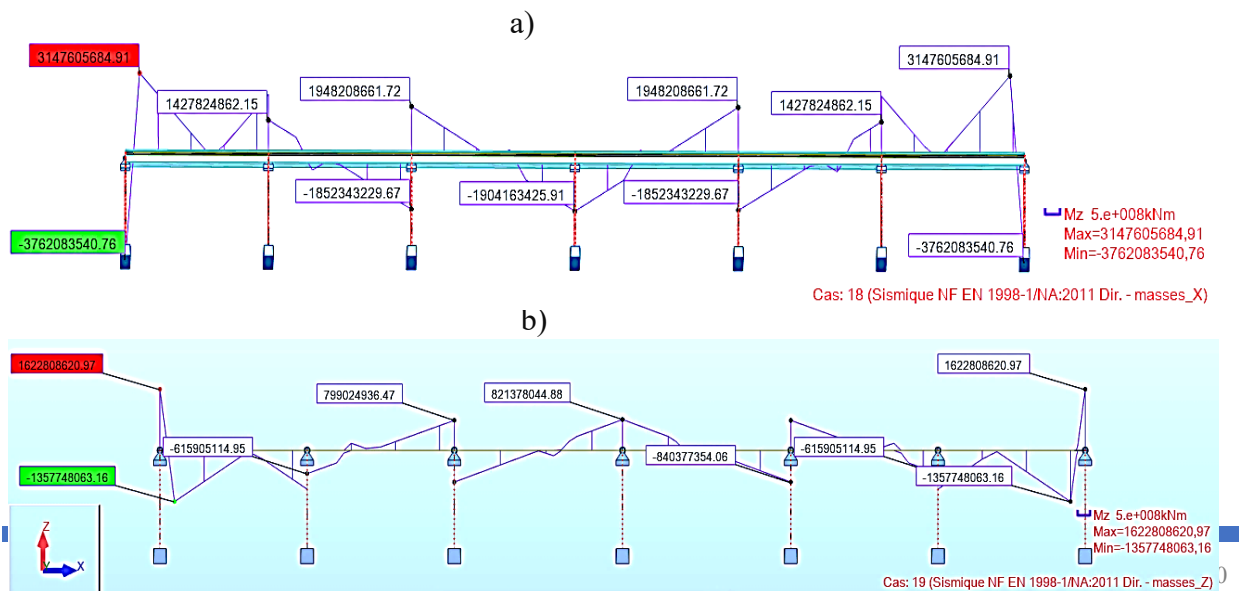 a)
3147605684.91
3147605684.91
1948208661.72
1948208661.72
1427824862.15
1427824862.15
-1852343229.67
-1904163425.91
-1852343229.67
-3762083540.76
-3762083540.76
Mz 5.e+008kNm
Max=3147605684,91
Min=-3762083540,76
Cas: 18 (Sismique NF EN 1998-1/NA:2011 Dir. - masses_X)
b)
1622808620.97
1622808620.97
799024936.47
821378044.88
-615905114.95
-840377354.06
-615905114.95
-1357748063.16
-1357748063.16
Mz 5.e+008kNm
Max=1622808620,97
Min=-1357748063,16
Z
Y
X
Cas: 19 (Sismique NF EN 1998-1/NA:2011 Dir. - masses_Z)
0